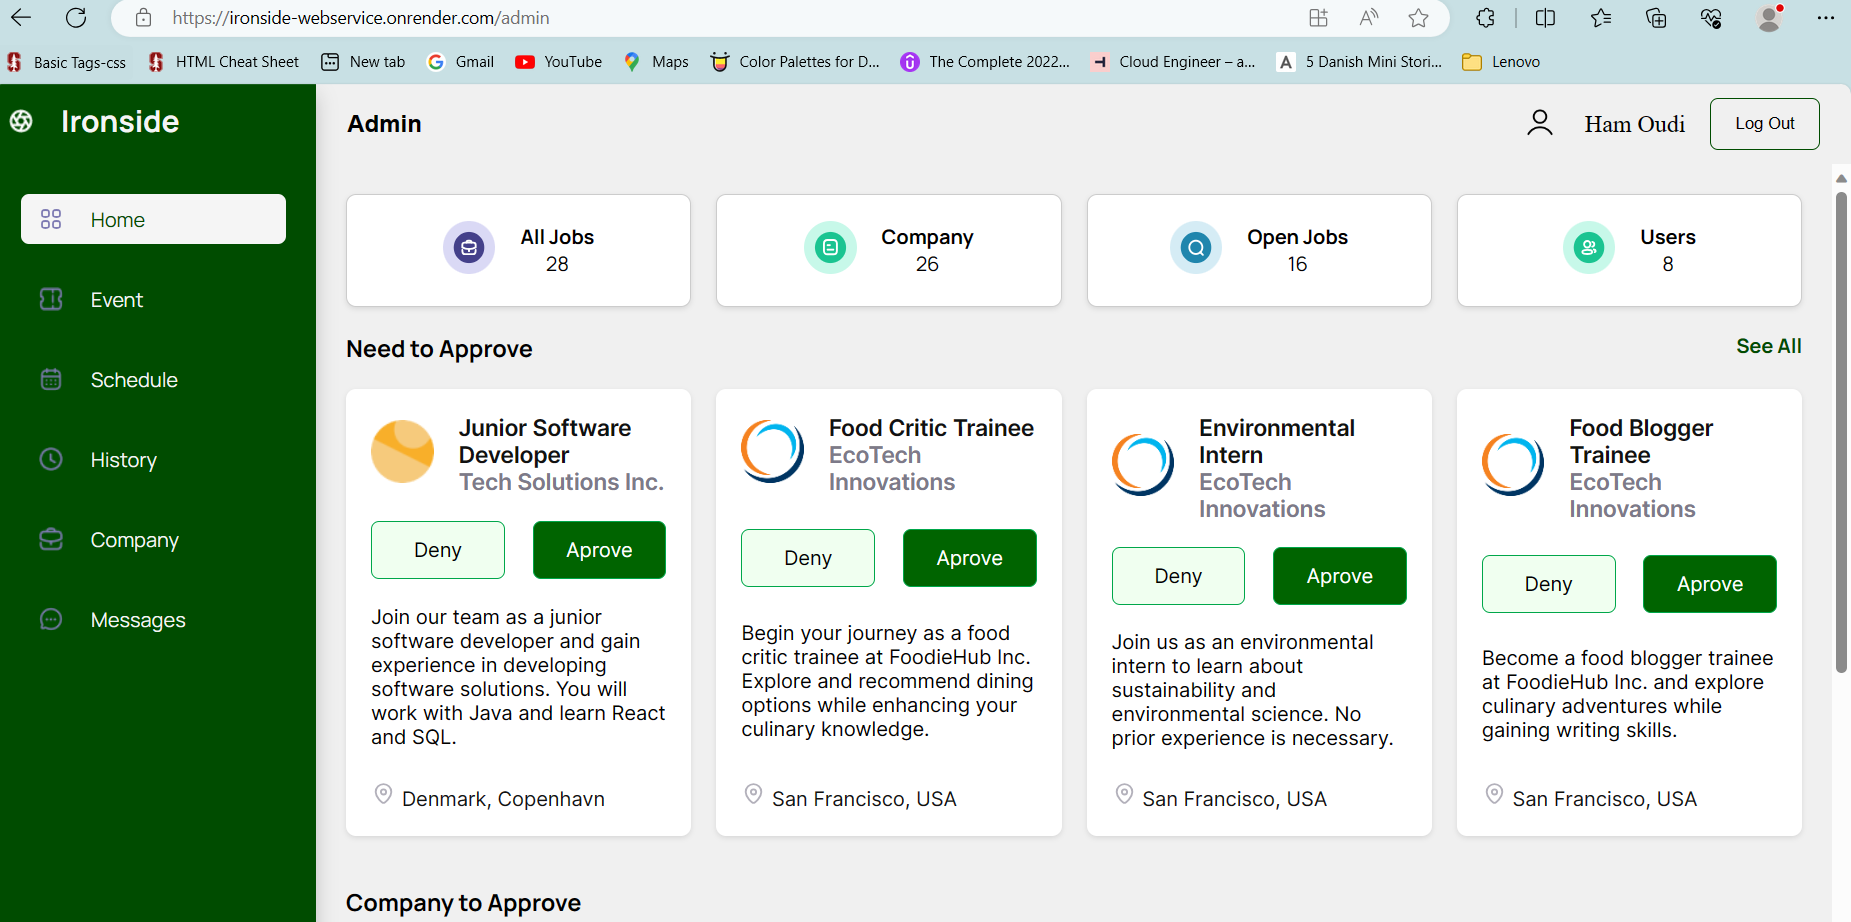 https://ironside-webservice.onrender.com/admin
Basic Tags-css
HTML Cheat Sheet
New tab
Gmail
YouTube
Maps
Color Palettes for D...
The Complete 2022...
Cloud Engineer – a...
A
5 Danish Mini Stori...
Lenovo
Ironside
Home
Event
Schedule
History
Company
Messages
Admin
Ham Oudi
Log Out
All Jobs
28
Company
26
Open Jobs
16
Users
8
Need to Approve
See All
Junior Software
Developer
Tech Solutions Inc.
Deny
Aprove
Join our team as a junior
software developer and gain
experience in developing
software solutions. You will
work with Java and learn React
and SQL.
Denmark, Copenhavn
Food Critic Trainee
EcoTech
Innovations
Deny
Aprove
Begin your journey as a food
critic trainee at FoodieHub Inc.
Explore and recommend dining
options while enhancing your
culinary knowledge.
San Francisco, USA
Environmental
Intern
EcoTech
Innovations
Deny
Aprove
Join us as an environmental
intern to learn about
sustainability and
environmental science. No
prior experience is necessary.
San Francisco, USA
Food Blogger
Trainee
EcoTech
Innovations
Deny
Aprove
Become a food blogger trainee
at FoodieHub Inc. and explore
culinary adventures while
gaining writing skills.
San Francisco, USA
Company to Approve